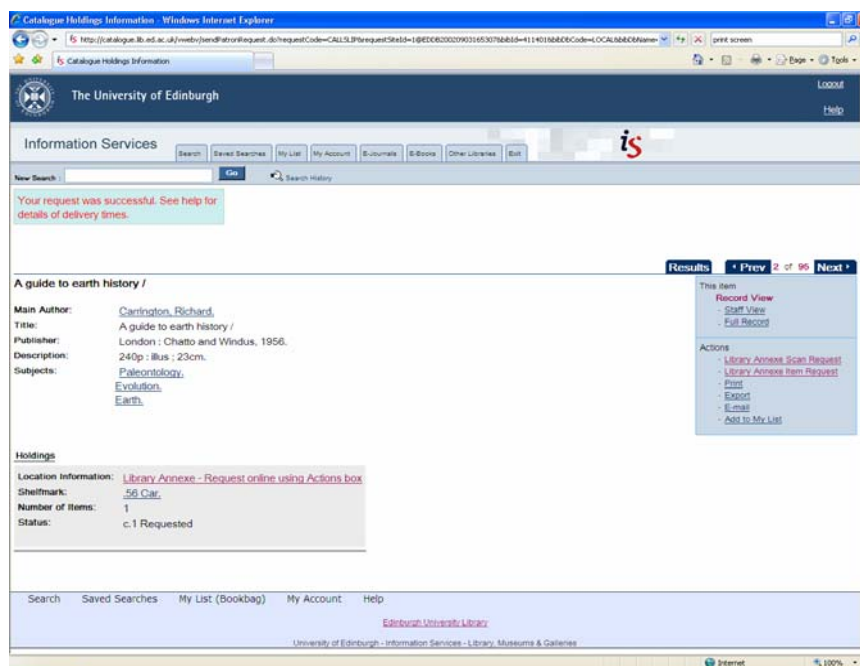 Catalogue Holdings Information - Windows Internet Explorer
print screen
Catalogue Holdings Information
Page
Tools
The University of Edinburgh
Logout
Help
Information Services
Search
Saved Searches
My List
My Account
E-Journals
E-Books
Other Libraries
Exit
is
New Search :
Go
Search History
Your request was successful. See help for
details of delivery times.
Results
Prev 2 of 95 Next
A guide to earth history /
Main Author: Carrington, Richard.
Title: A guide to earth history /
Publisher: London : Chatto and Windus, 1956.
Description: 240p : illus ; 23cm.
Subjects: Paleontology.
Evolution.
Earth.
This item
Record View
- Staff View
- Full Record
Actions
- Library Annexe Scan Request
- Library Annexe Item Request
- Print
- Export
- E-mail
- Add to My List
Holdings
Location Information: Library Annexe - Request online using Actions box
Shelfmark: .56 Car.
Number of Items: 1
Status: c.1 Requested
Search Saved Searches My List (Bookbag) My Account Help
Edinburgh University Library
University of Edinburgh - Information Services - Library, Museums & Galleries
Internet
100%